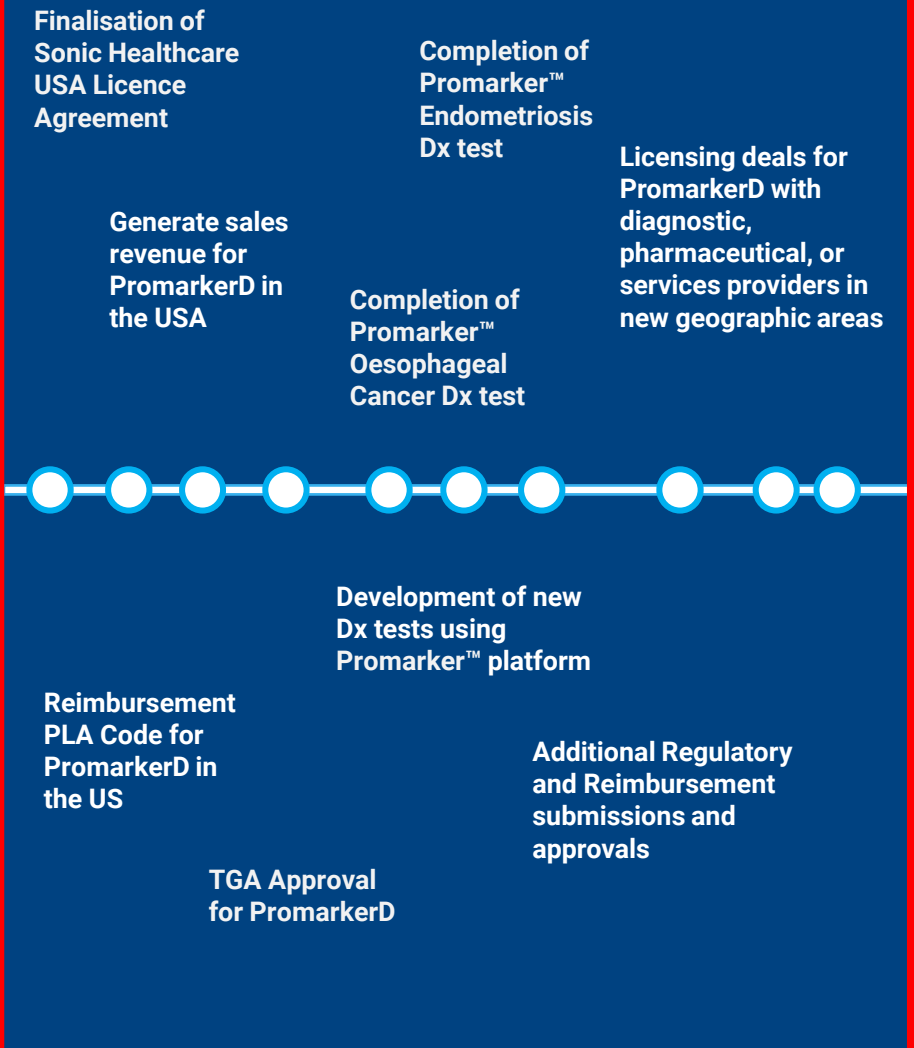 Finalisation of
Sonic Healthcare
USA Licence
Agreement
Completion of
Promarker™
Endometriosis
Dx test
Licensing deals for
PromarkerD with
diagnostic,
pharmaceutical, or
services providers in
new geographic areas
Generate sales
revenue for
PromarkerD in
the USA
Completion of
Promarker™
Oesophageal
Cancer Dx test
Development of new
Dx tests using
Promarker™ platform
Reimbursement
PLA Code for
PromarkerD in
the US
Additional Regulatory
and Reimbursement
submissions and
approvals
TGA Approval
for PromarkerD